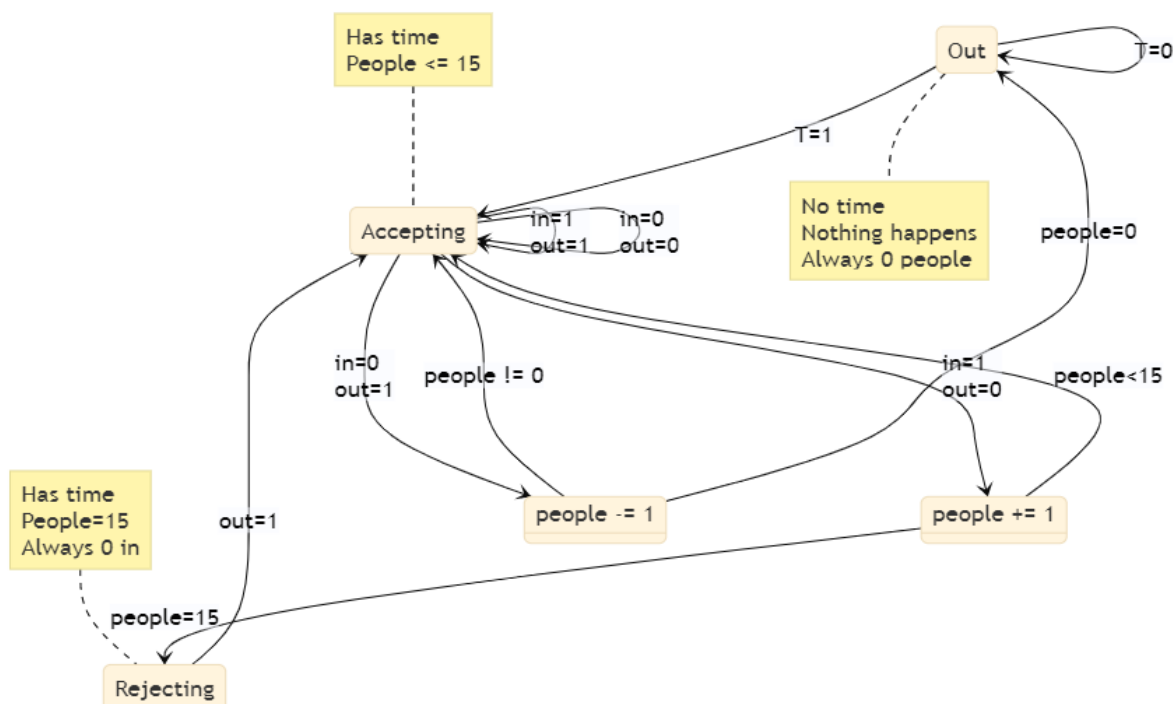 Has time
People <= 15
Out
T=0
T=1
No time
Nothing happens
Always 0 people
Accepting
in=1
out=1
in=0
out=0
people=0
in=0
out=1
people != 0
in=1
out=0
people<15
Has time
People=15
Always 0 in
out=1
people -= 1
people += 1
people=15
Rejecting